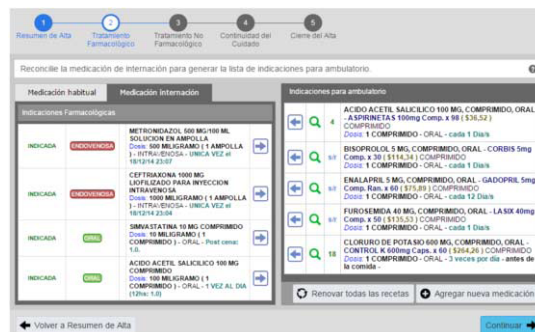 1
2
3
4
5
Resumen de Alta
Tratamiento
Farmacológico
Tratamiento No
Farmacológico
Continuidad del
Cuidado
Cierre del Alta
Reconcilie la medicación de internación para generar la lista de indicaciones para ambulatorio.
Medicación habitual
Medicación internación
Indicaciones Farmacológicas
INDICADA
ENDOVENOSA
METRONIDAZOL 500 MG/100 ML
SOLUCION EN AMPOLLA
Dosis: 500 MILIGRAMO ( 1 AMPOLLA
) - INTRAVENOSA - UNICA VEZ el
18/12/14 23:07
INDICADA
ENDOVENOSA
CEFTRIAXONA 1000 MG
LIOFILIZADO PARA INYECCION
INTRAVENOSA
Dosis: 1000 MILIGRAMO ( 1 AMPOLLA
) - INTRAVENOSA - UNICA VEZ el
18/12/14 23:04
INDICADA
ORAL
SIMVASTATINA 10 MG COMPRIMIDO
Dosis: 10 MILIGRAMO ( 1
COMPRIMIDO ) - ORAL - Post cena:
1.0.
INDICADA
ORAL
ACIDO ACETIL SALICILICO 100 MG
COMPRIMIDO
Dosis: 100 MILIGRAMO ( 1
COMPRIMIDO ) - ORAL - 1 VEZ AL DIA
(12hs: 1.0)
Indicaciones para ambulatorio
4
ACIDO ACETIL SALICILICO 100 MG, COMPRIMIDO, ORAL
- ASPIRINETAS 100mg Comp. x 98 ( $36,52 )
COMPRIMIDO
Dosis: 1 COMPRIMIDO - ORAL - cada 1 Dia/s
BISOPROLOL 5 MG, COMPRIMIDO, ORAL - CORBIS 5mg
Comp. x 30 ( $114,34 ) COMPRIMIDO
Dosis: 1 COMPRIMIDO - ORAL - cada 1 Dia/s
ENALAPRIL 5 MG, COMPRIMIDO, ORAL - GADOPRIL 5mg
Comp. Ran. x 60 ( $75,89 ) COMPRIMIDO
Dosis: 1 COMPRIMIDO - ORAL - cada 12 Dia/s
FUROSEMIDA 40 MG, COMPRIMIDO, ORAL - LASIX 40mg
Comp. x 50 ( $135,53 ) COMPRIMIDO
Dosis: 1 COMPRIMIDO - ORAL - cada 1 Dia/s
18
CLORURO DE POTASIO 600 MG, COMPRIMIDO, ORAL -
CONTROL K 600mg Caps. x 60 ( $264,26 ) COMPRIMIDO
Dosis: 1 COMPRIMIDO - ORAL - 3 veces por día - antes de
la comida -
Renovar todas las recetas
Agregar nueva medicación
Volver a Resumen de Alta
Continuar